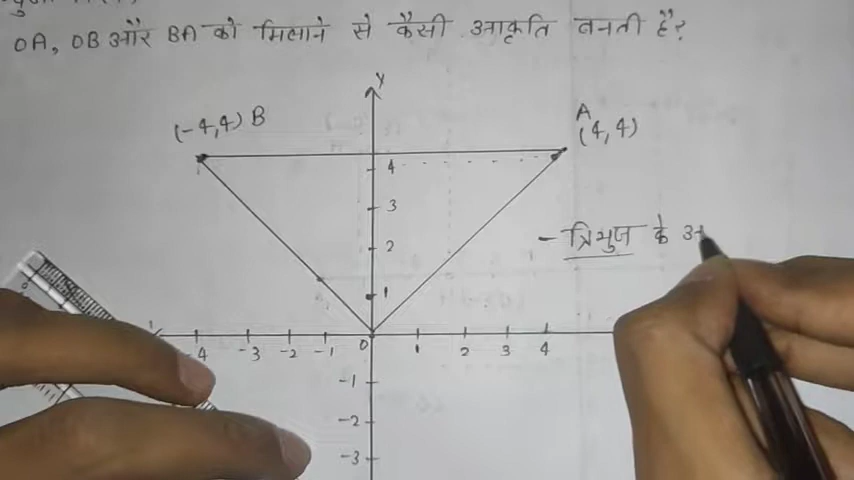 OA, OB और BA को मिलाने से कैसी आकृति बनती है?
Y
(-4,4) B
A
(4,4)
4
3
- त्रिभुज के
2
1
0
-4 -3 -2 -1 1 2 3 4
-1
-2
-3